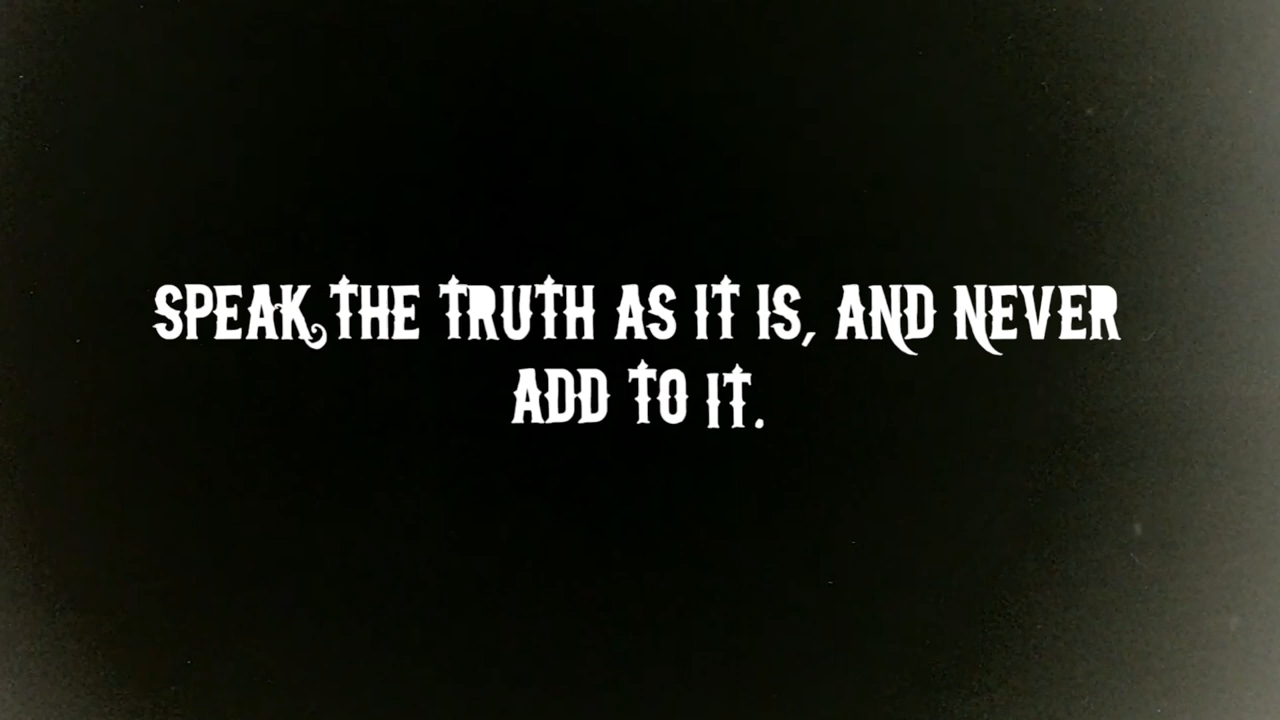 SPEAK THE TRUTH AS IT IS, AND NEVER
ADD TO IT.